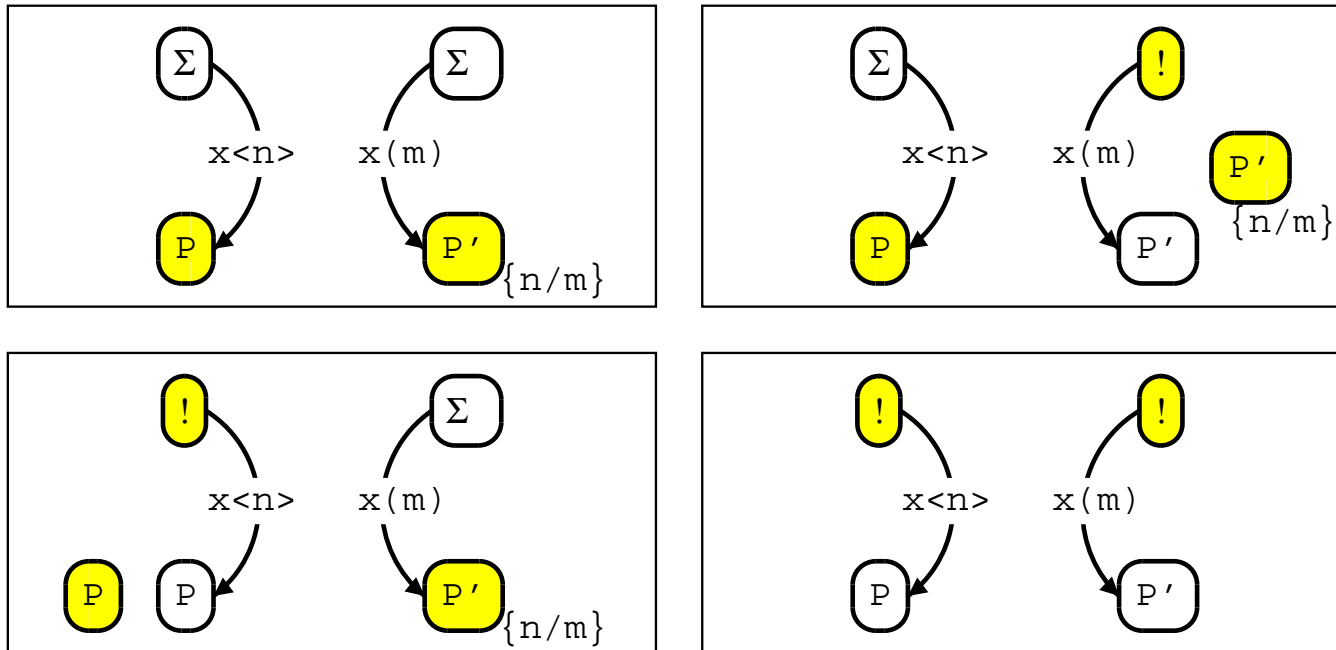 Σ Σ
x<n> x(m)
P P'
{n/m}
Σ !
x<n> x(m) P'
{n/m}
P P'
! Σ
x<n> x(m)
P P P'
{n/m}
! !
x<n> x(m)
P P'